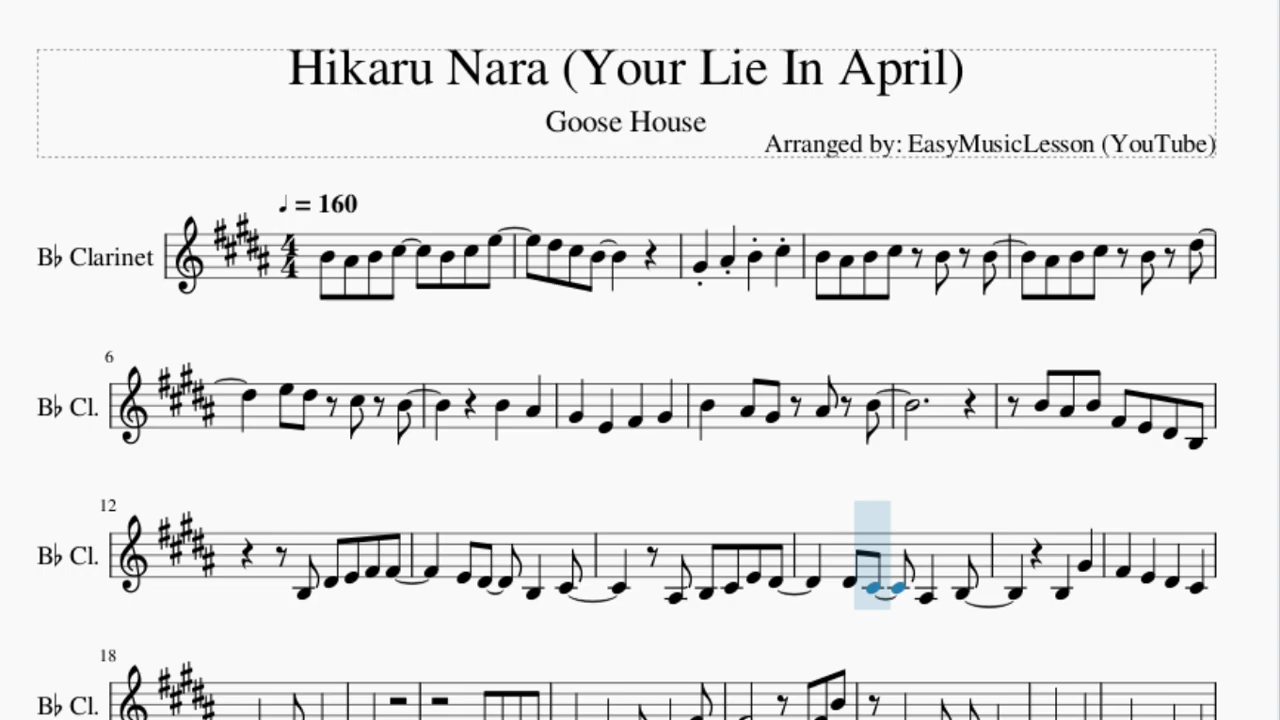 Hikaru Nara (Your Lie In April)
Goose House
Arranged by: EasyMusicLesson (YouTube)
♩ = 160
B♭ Clarinet
4/4
6
B♭ Cl.
12
B♭ Cl.
18
B♭ Cl.